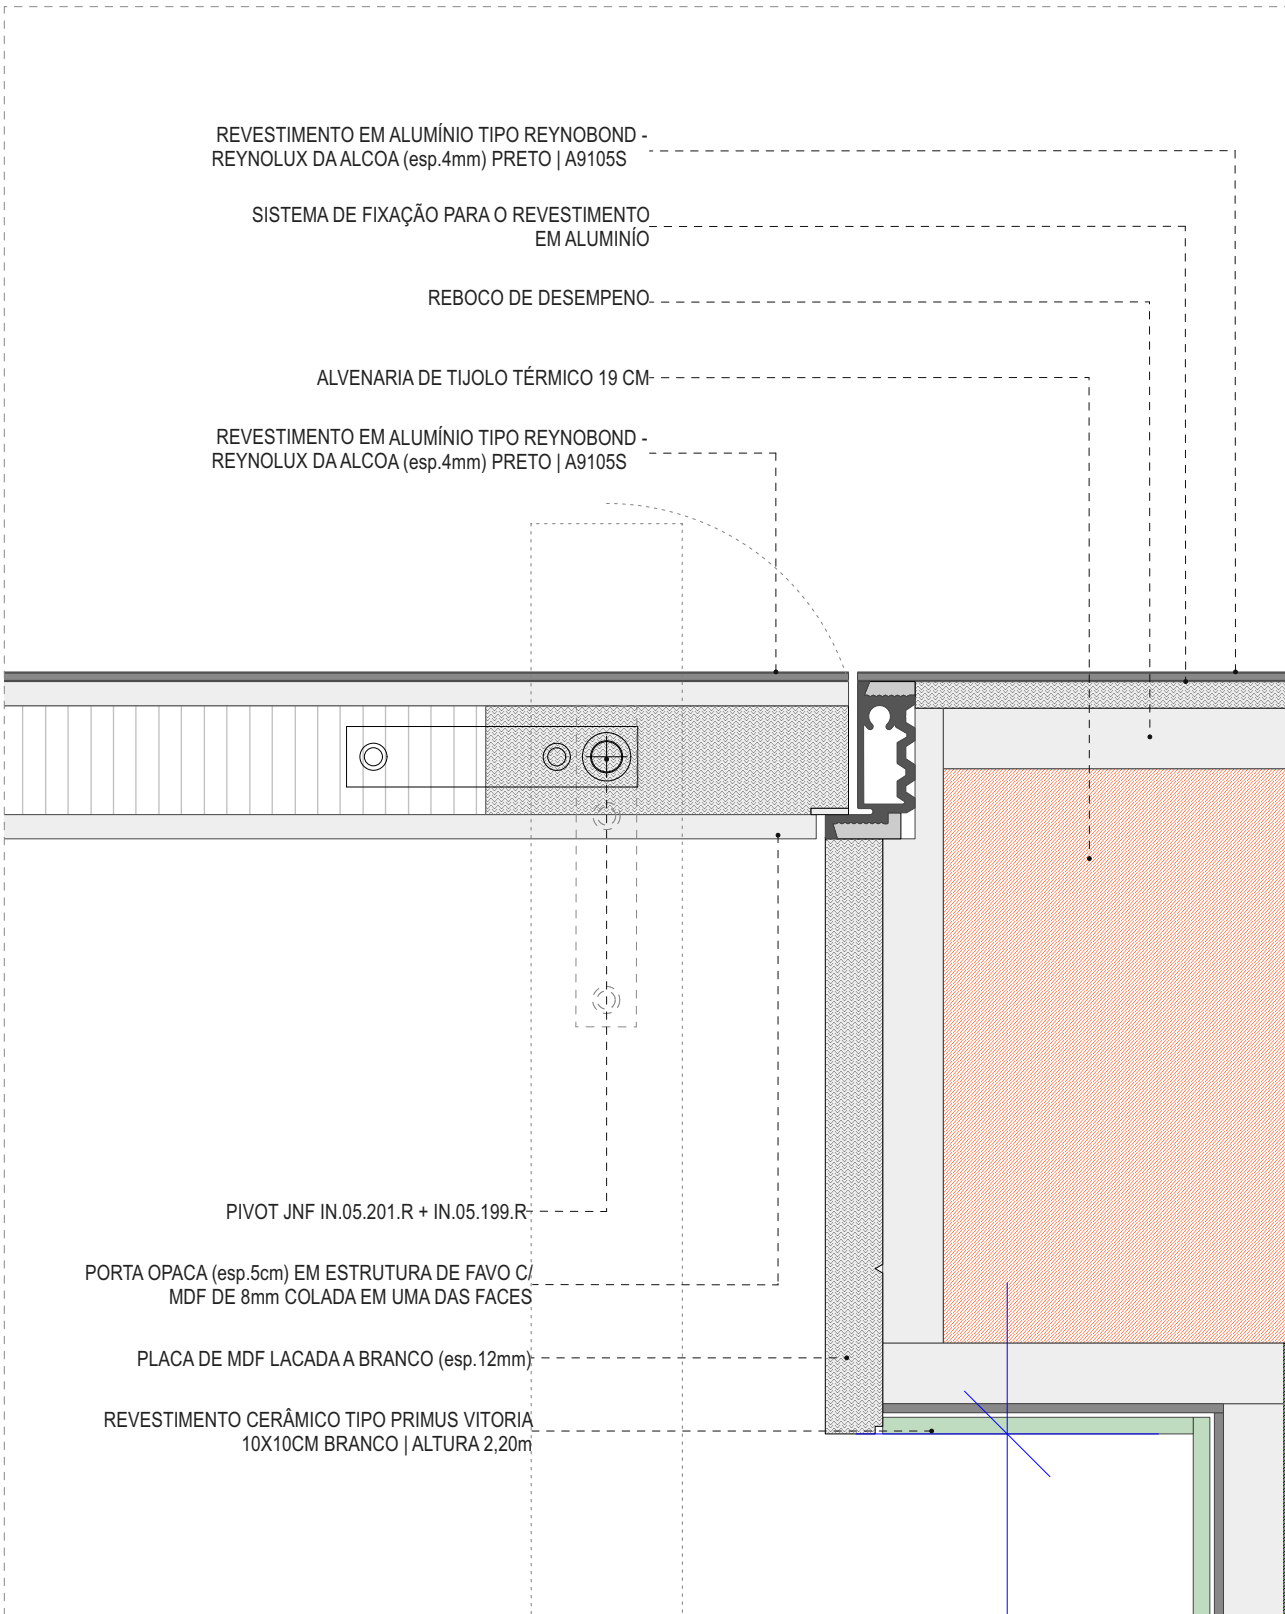 REVESTIMENTO EM ALUMÍNIO TIPO REYNOBOND -
REYNOLUX DA ALCOA (esp.4mm) PRETO | A9105S
SISTEMA DE FIXAÇÃO PARA O REVESTIMENTO
EM ALUMINÍO
REBOCO DE DESEMPENO
ALVENARIA DE TIJOLO TÉRMICO 19 CM
REVESTIMENTO EM ALUMÍNIO TIPO REYNOBOND -
REYNOLUX DA ALCOA (esp.4mm) PRETO | A9105S
PIVOT JNF IN.05.201.R + IN.05.199.R
PORTA OPACA (esp.5cm) EM ESTRUTURA DE FAVO C/
MDF DE 8mm COLADA EM UMA DAS FACES
PLACA DE MDF LACADA A BRANCO (esp.12mm)
REVESTIMENTO CERÂMICO TIPO PRIMUS VITORIA
10X10CM BRANCO | ALTURA 2,20m